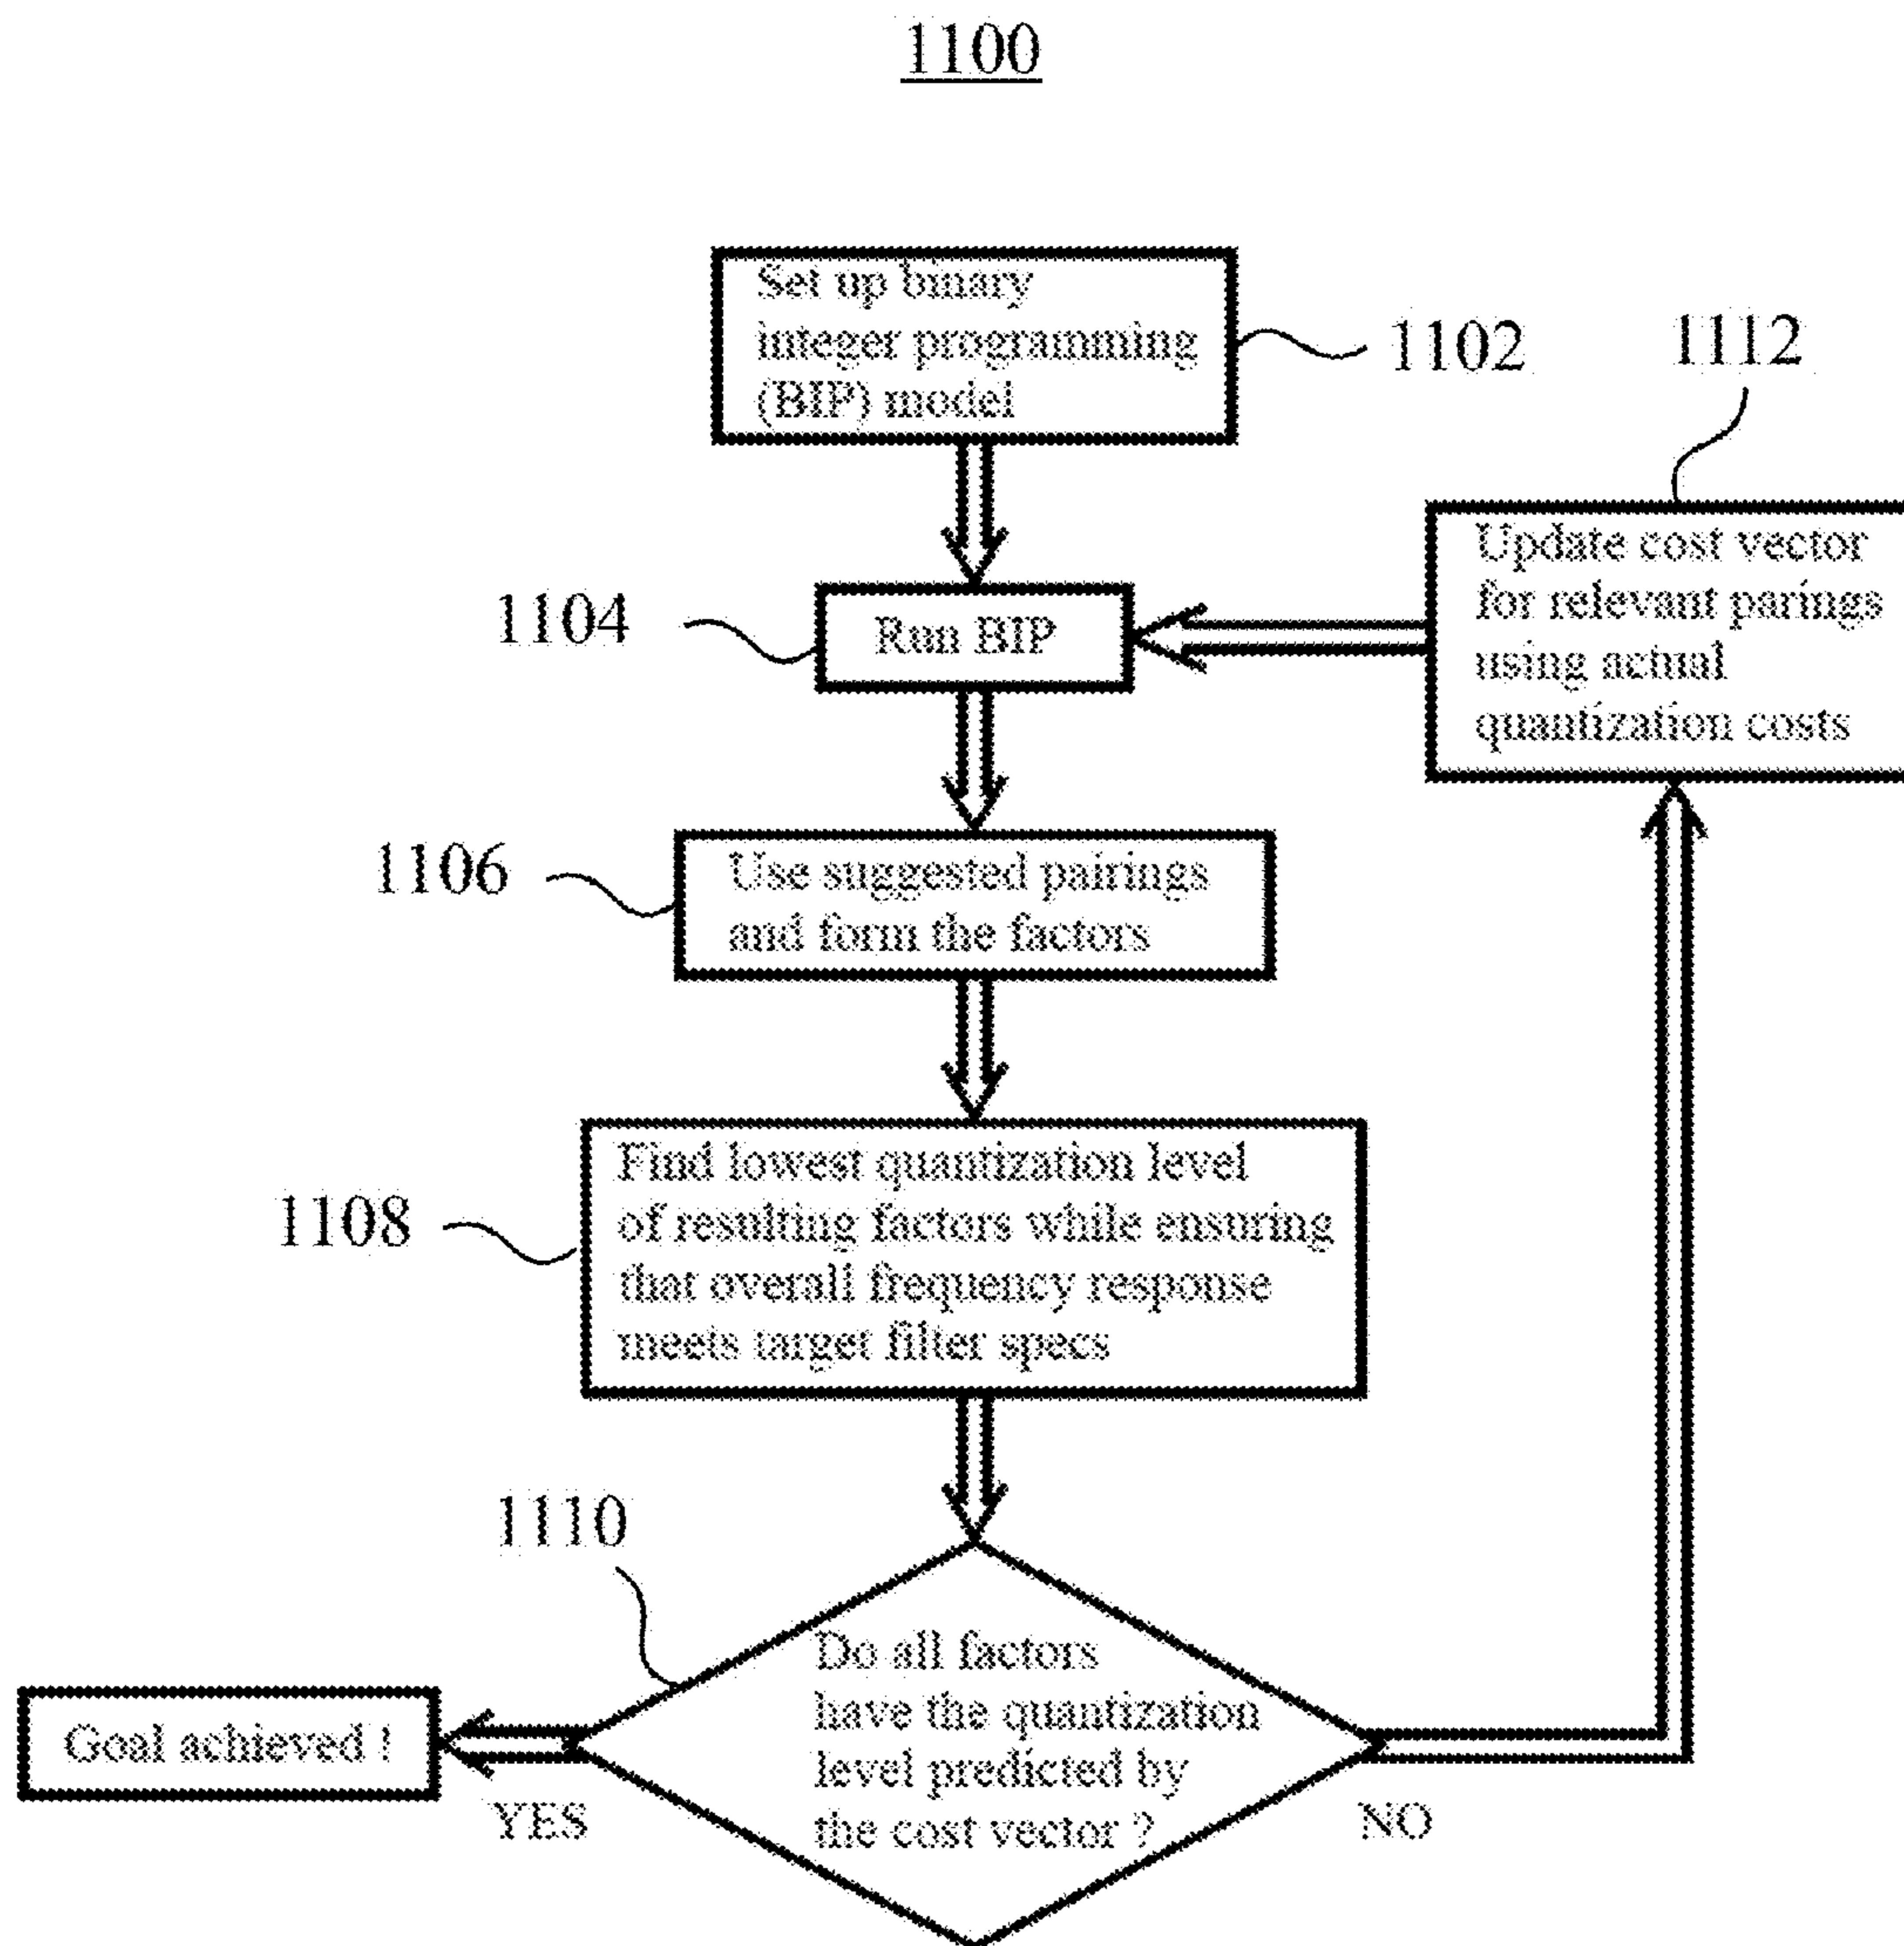 1100
Set up binary
integer programming
(BIP) model
1102
1112
Update cost vector
for relevant parings
using actual
quantization costs
1104
Run BIP
1106
Use suggested pairings
and form the factors
1108
Find lowest quantization level
of resulting factors while ensuring
that overall frequency response
meets target filter specs
1110
Do all factors
have the quantization
level predicted by
the cost vector ?
Goal achieved !
YES
NO